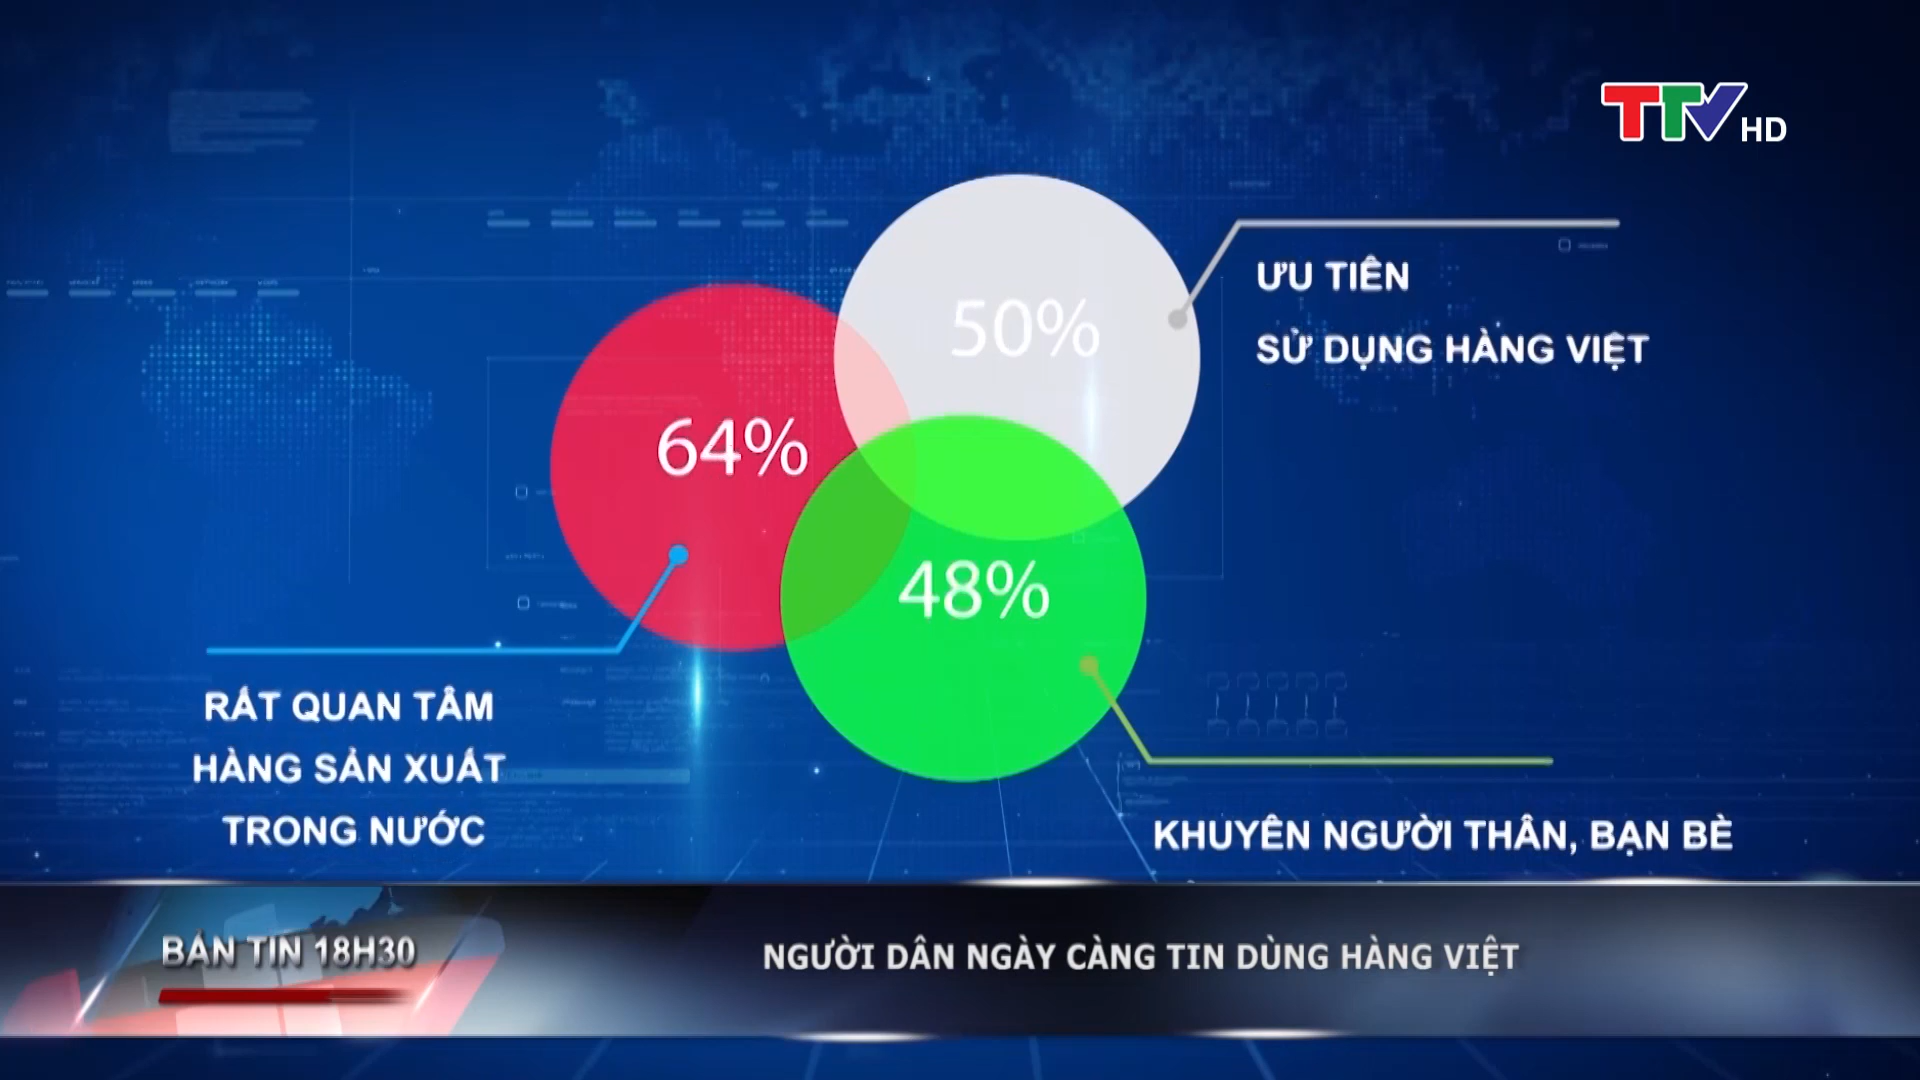 TTV HD
50%
ƯU TIÊN
SỬ DỤNG HÀNG VIỆT
64%
48%
RẤT QUAN TÂM
HÀNG SẢN XUẤT
TRONG NƯỚC
KHUYÊN NGƯỜI THÂN, BẠN BÈ
BẢN TIN 18H30
NGƯỜI DÂN NGÀY CÀNG TIN DÙNG HÀNG VIỆT